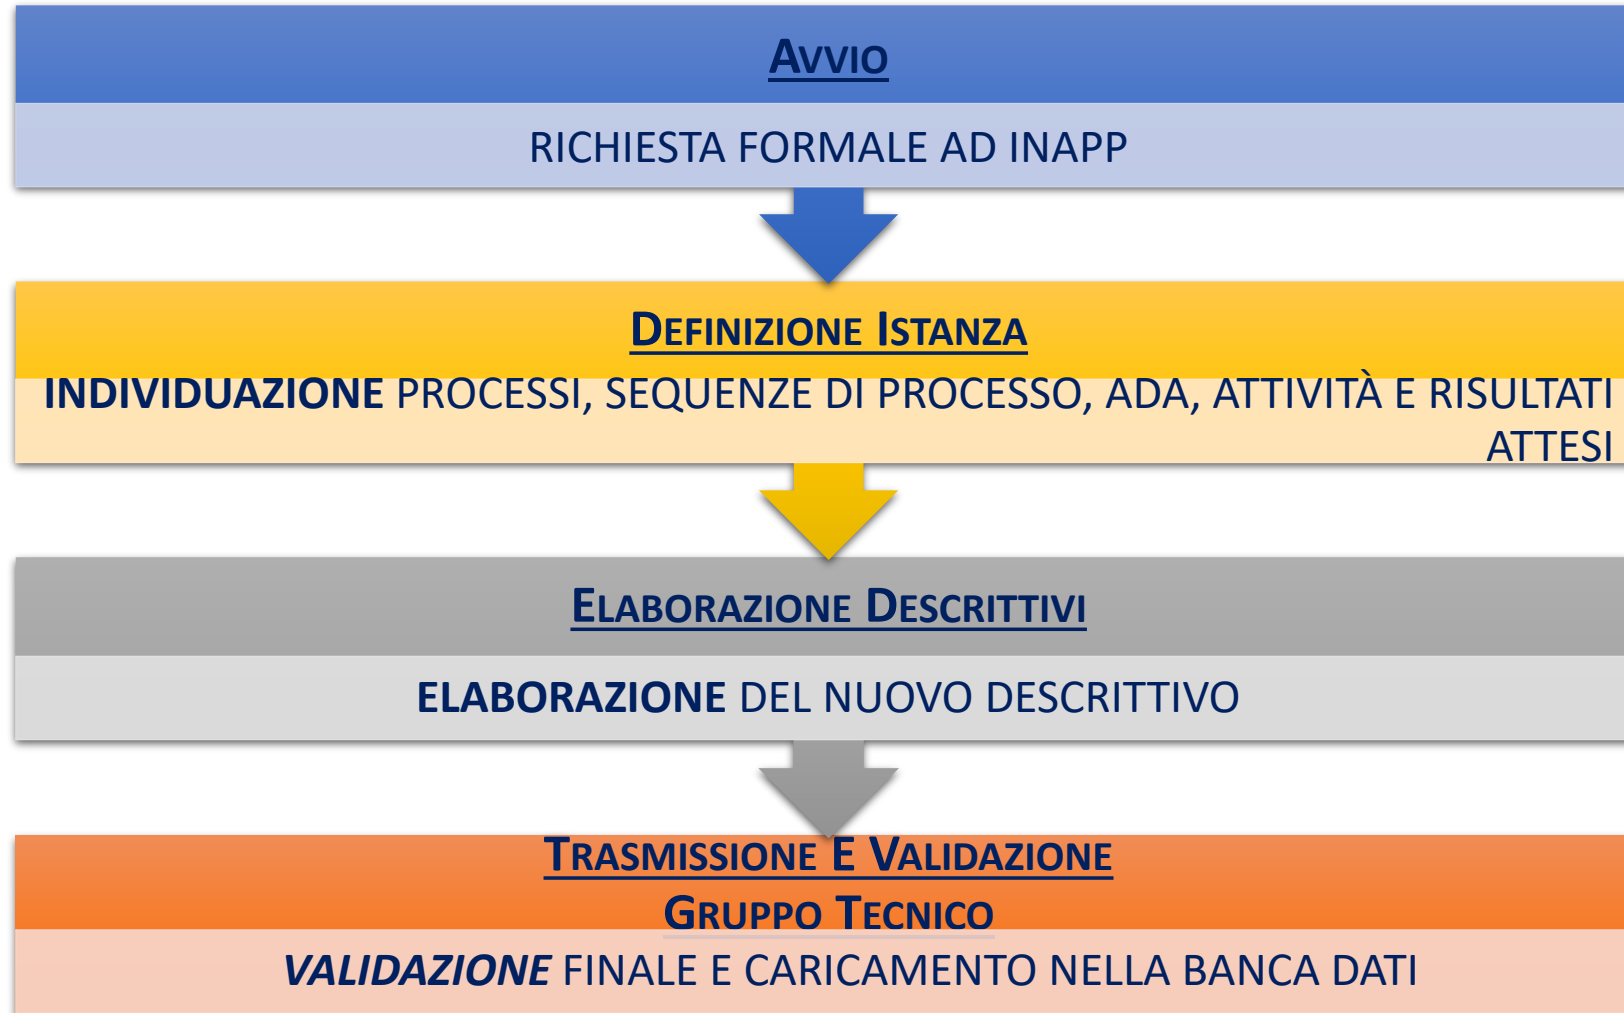 AVVIO
RICHIESTA FORMALE AD INAPP
DEFINIZIONE ISTANZA
INDIVIDUAZIONE PROCESSI, SEQUENZE DI PROCESSO, ADA, ATTIVITÀ E RISULTATI
ATTESI
ELABORAZIONE DESCRITTIVI
ELABORAZIONE DEL NUOVO DESCRITTIVO
TRASMISSIONE E VALIDAZIONE
GRUPPO TECNICO
VALIDAZIONE FINALE E CARICAMENTO NELLA BANCA DATI